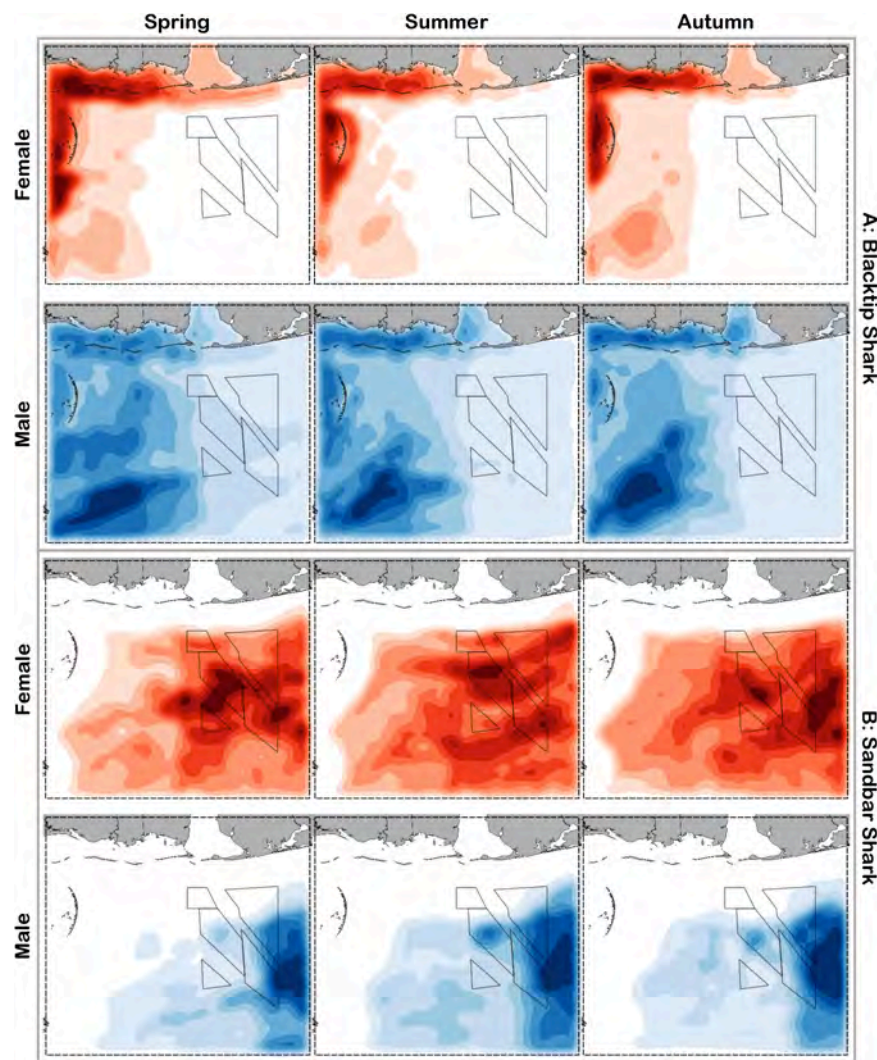 Spring Summer Autumn
Female
A: Blacktip Shark
Male
Female
B: Sandbar Shark
Male